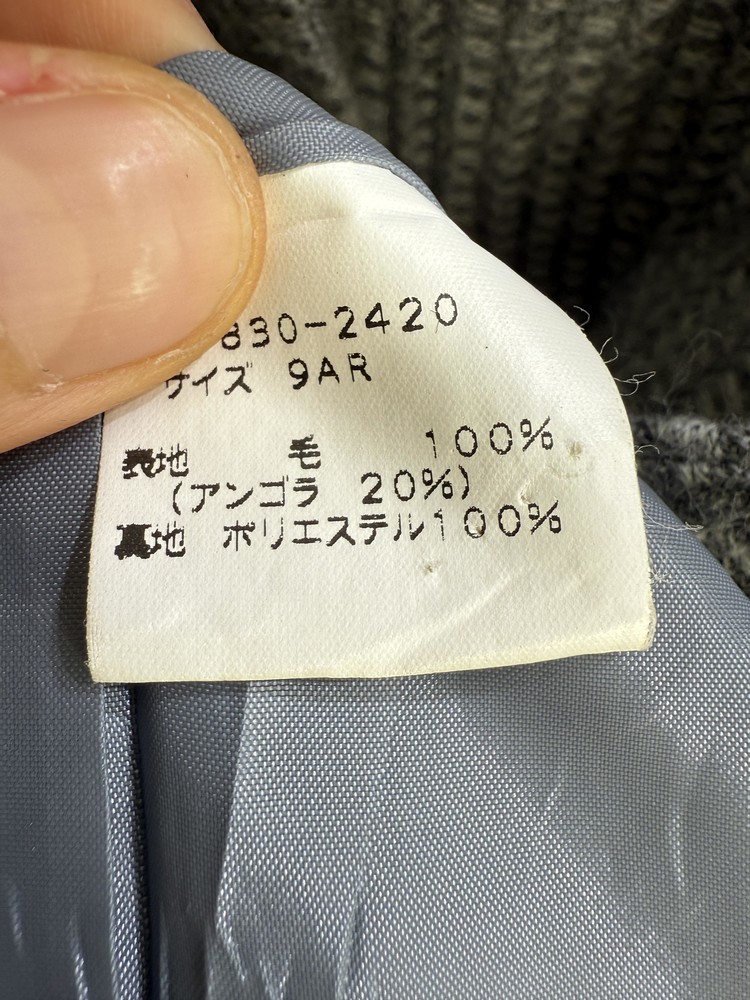 830-2420
サイズ 9AR
表地 毛 100%
(アンゴラ 20%)
裏地 ポリエステル100%